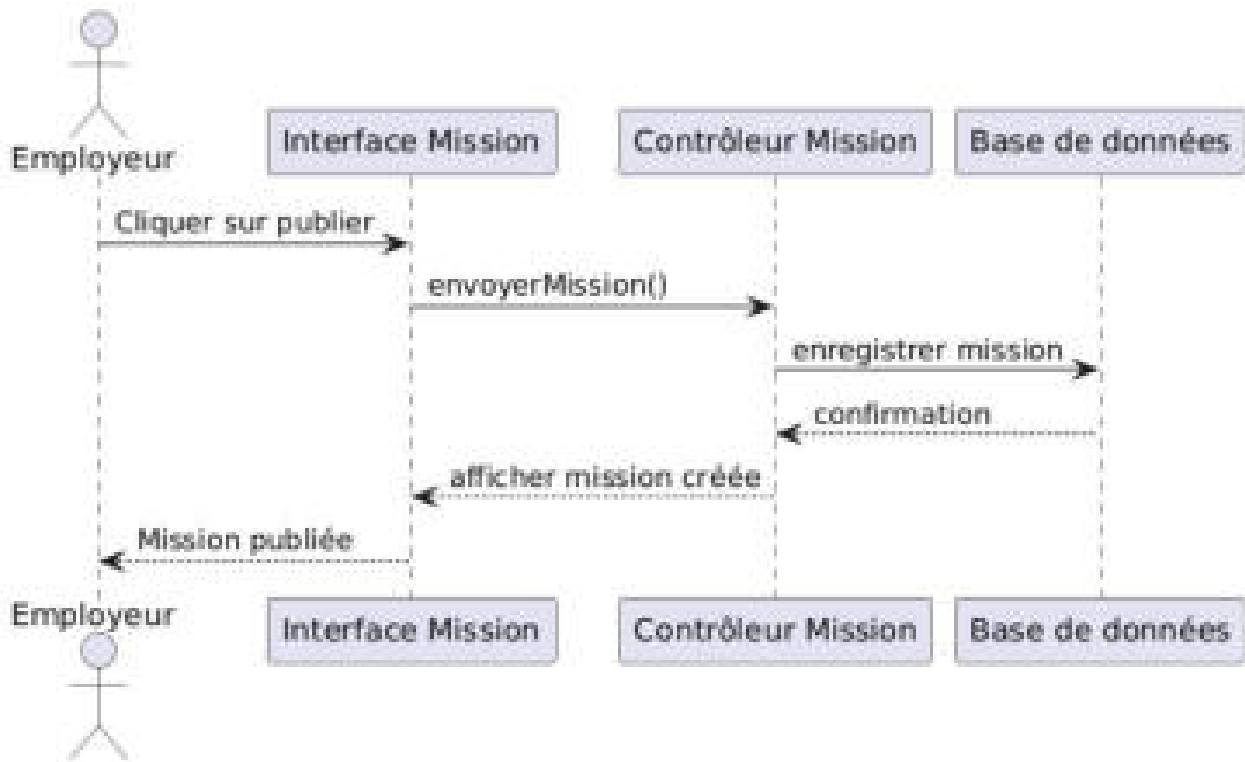 Employeur
Interface Mission
Contrôleur Mission
Base de données
Cliquer sur publier
envoyerMission()
enregistrer mission
confirmation
afficher mission créée
Mission publiée
Employeur
Interface Mission
Contrôleur Mission
Base de données